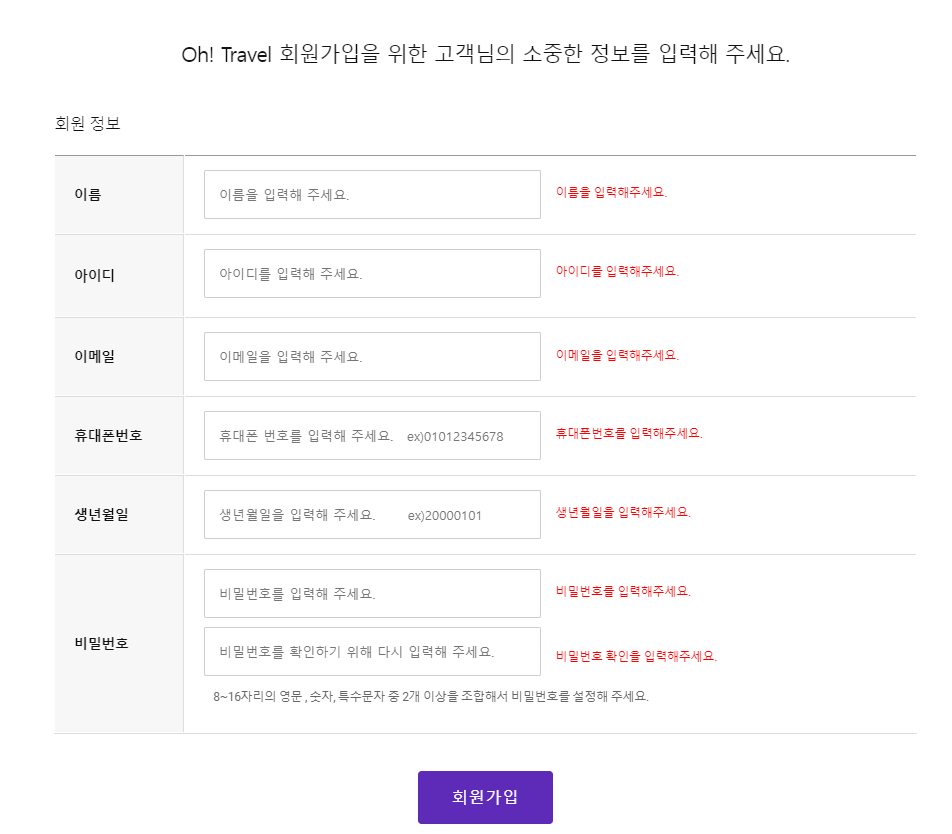 Oh! Travel 회원가입을 위한 고객님의 소중한 정보를 입력해 주세요.
회원 정보
이름
이름을 입력해 주세요.
이름을 입력해주세요.
아이디
아이디를 입력해 주세요.
아이디를 입력해주세요.
이메일
이메일을 입력해 주세요.
이메일을 입력해주세요.
휴대폰번호
휴대폰 번호를 입력해 주세요. ex)01012345678
휴대폰번호를 입력해주세요.
생년월일
생년월일을 입력해 주세요. ex)20000101
생년월일을 입력해주세요.
비밀번호
비밀번호를 입력해 주세요.
비밀번호를 입력해주세요.
비밀번호를 확인하기 위해 다시 입력해 주세요.
비밀번호 확인을 입력해주세요.
8~16자리의 영문 , 숫자, 특수문자 중 2개 이상을 조합해서 비밀번호를 설정해 주세요.
회원가입